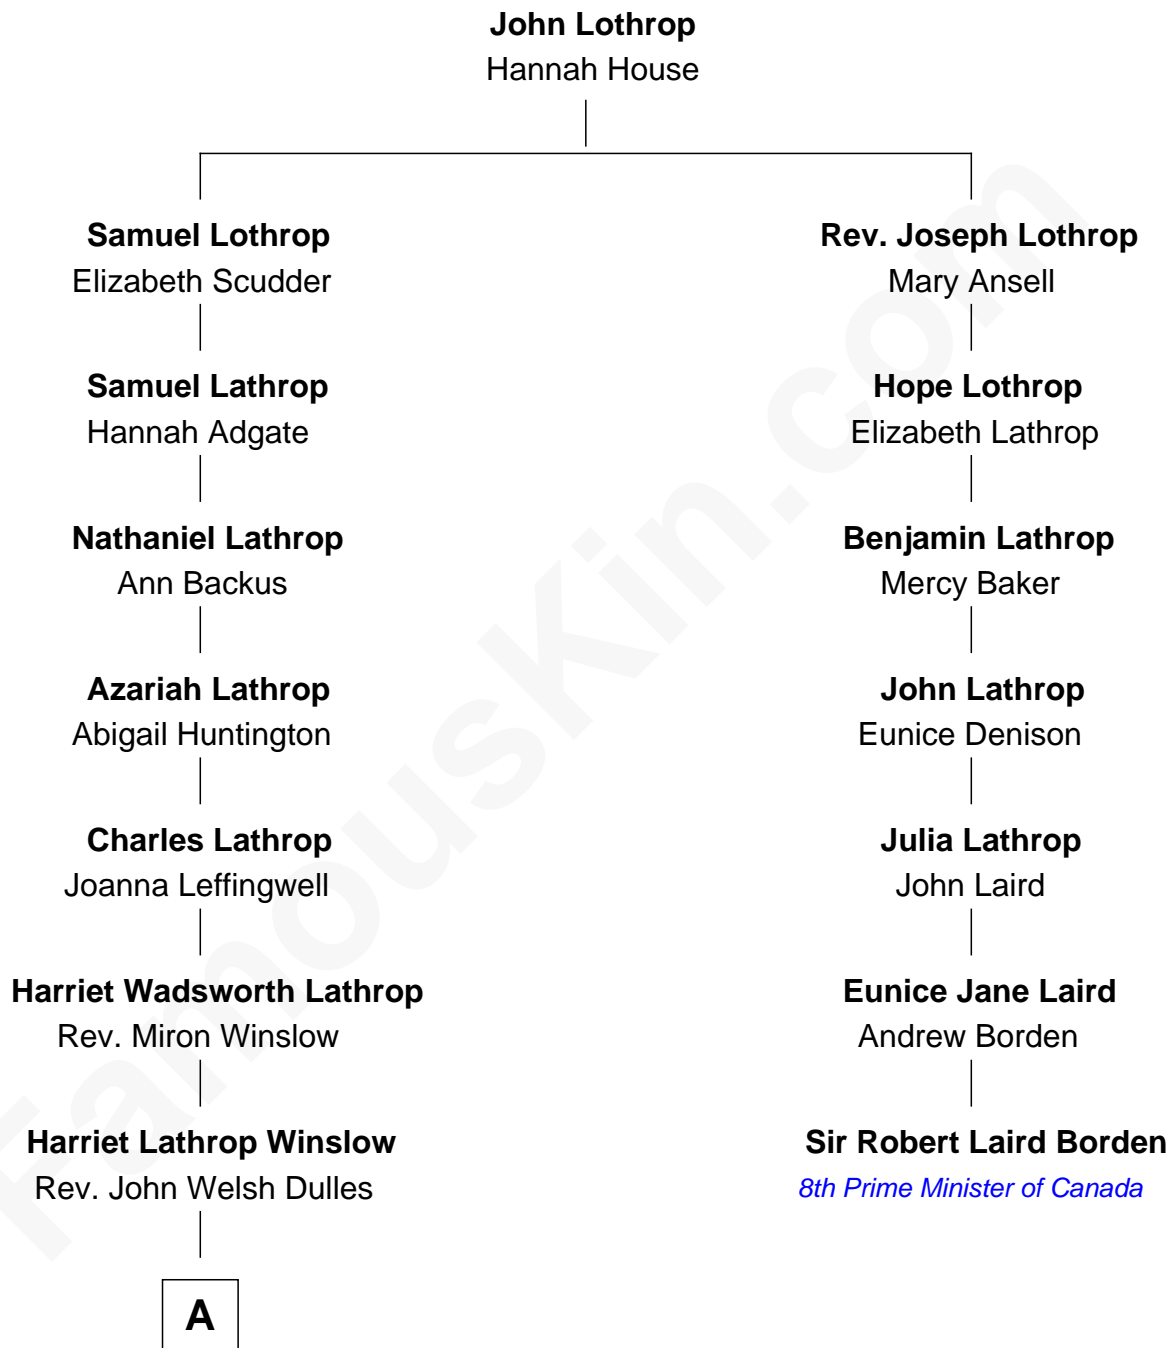 John Lothrop
Hannah House
Samuel Lothrop
Elizabeth Scudder
Rev. Joseph Lothrop
Mary Ansell
Samuel Lathrop
Hannah Adgate
Hope Lothrop
Elizabeth Lathrop
Nathaniel Lathrop
Ann Backus
Benjamin Lathrop
Mercy Baker
Azariah Lathrop
Abigail Huntington
John Lathrop
Eunice Denison
Charles Lathrop
Joanna Leffingwell
Julia Lathrop
John Laird
Harriet Wadsworth Lathrop
Rev. Miron Winslow
Eunice Jane Laird
Andrew Borden
Harriet Lathrop Winslow
Rev. John Welsh Dulles
Sir Robert Laird Borden
8th Prime Minister of Canada
A
FamousKin.com